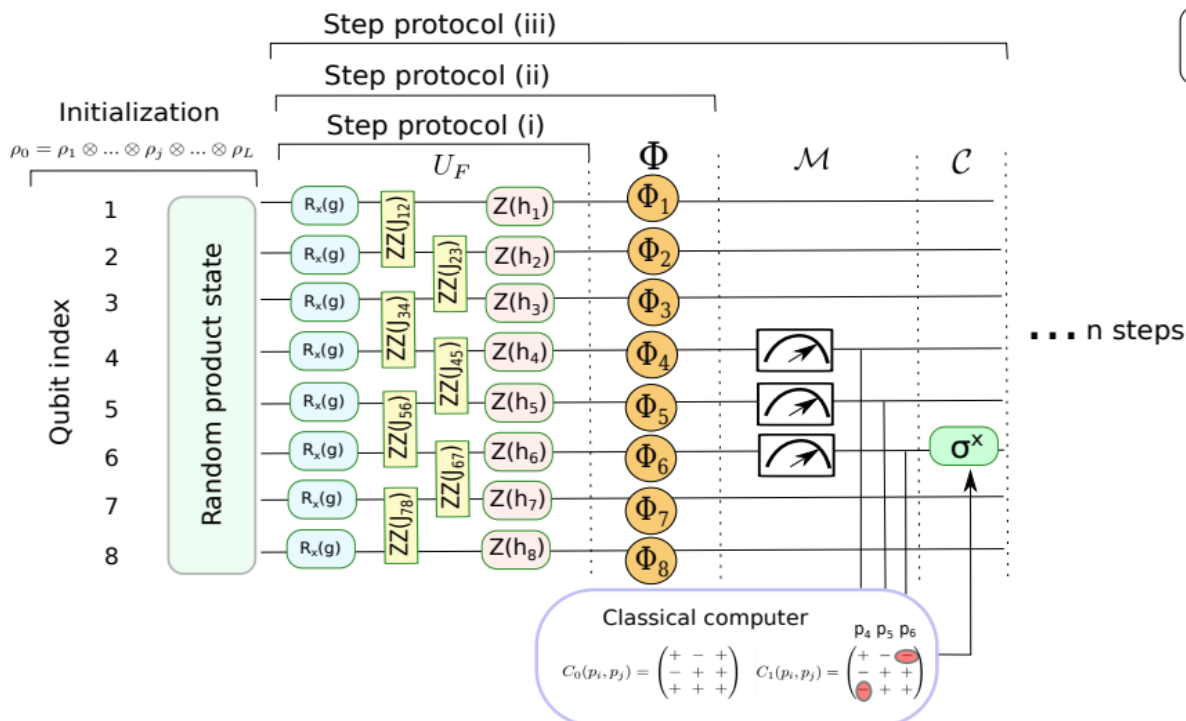 Step protocol (iii)
Step protocol (ii)
Initialization
Step protocol (i)
ρ₀ = ρ₁ ⊗ ... ⊗ ρⱼ ⊗ ... ⊗ ρ_L
U_F
Φ
ℳ
𝒞
Qubit index
1
2
3
4
5
6
7
8
Random product state
Rₓ(g)
Rₓ(g)
Rₓ(g)
Rₓ(g)
Rₓ(g)
Rₓ(g)
Rₓ(g)
Rₓ(g)
ZZ(J₁₂)
ZZ(J₃₄)
ZZ(J₅₆)
ZZ(J₇₈)
ZZ(J₂₃)
ZZ(J₄₅)
ZZ(J₆₇)
Z(h₁)
Z(h₂)
Z(h₃)
Z(h₄)
Z(h₅)
Z(h₆)
Z(h₇)
Z(h₈)
Φ₁
Φ₂
Φ₃
Φ₄
Φ₅
Φ₆
Φ₇
Φ₈
σˣ
... n steps
Classical computer
p₄ p₅ p₆
C₀(pᵢ, pⱼ) = ( + − +
− + +
+ + + )
C₁(pᵢ, pⱼ) = ( + − −
− + +
− + + )